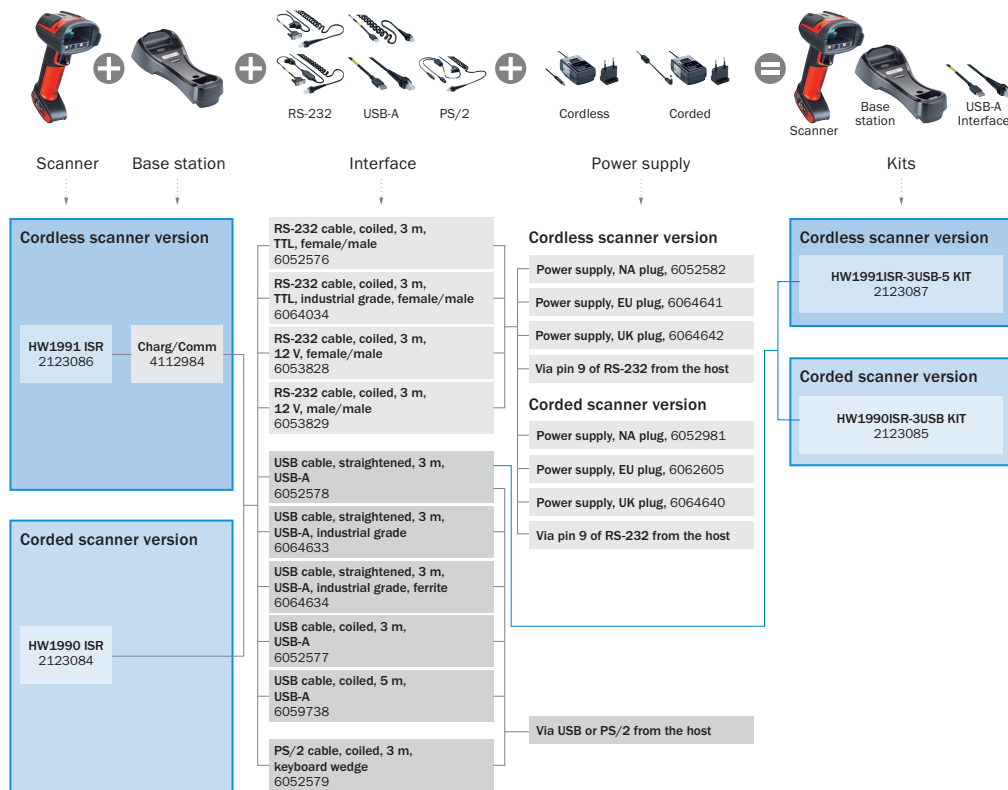 RS-232
USB-A
PS/2
Cordless
Corded
Scanner
Base
station
USB-A
Interface
Scanner
Base station
Interface
Power supply
Kits
Cordless scanner version
HW1991 ISR
2123086
Charg/Comm
4112984
Corded scanner version
HW1990 ISR
2123084
RS-232 cable, coiled, 3 m,
TTL, female/male
6052576
RS-232 cable, coiled, 3 m,
TTL, industrial grade, female/male
6064034
RS-232 cable, coiled, 3 m,
12 V, female/male
6053828
RS-232 cable, coiled, 3 m,
12 V, male/male
6053829
USB cable, straightened, 3 m,
USB-A
6052578
USB cable, straightened, 3 m,
USB-A, industrial grade
6064633
USB cable, straightened, 3 m,
USB-A, industrial grade, ferrite
6064634
USB cable, coiled, 3 m,
USB-A
6052577
USB cable, coiled, 5 m,
USB-A
6059738
PS/2 cable, coiled, 3 m,
keyboard wedge
6052579
Cordless scanner version
Power supply, NA plug, 6052582
Power supply, EU plug, 6064641
Power supply, UK plug, 6064642
Via pin 9 of RS-232 from the host
Corded scanner version
Power supply, NA plug, 6052981
Power supply, EU plug, 6062605
Power supply, UK plug, 6064640
Via pin 9 of RS-232 from the host
Via USB or PS/2 from the host
Cordless scanner version
HW1991ISR-3USB-5 KIT
2123087
Corded scanner version
HW1990ISR-3USB KIT
2123085